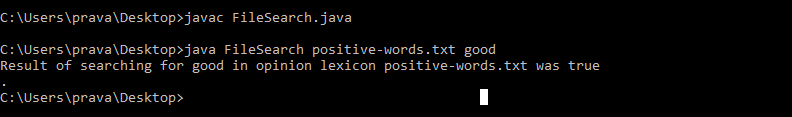 C:\Users\prava\Desktop>javac FileSearch.java
C:\Users\prava\Desktop>java FileSearch positive-words.txt good
Result of searching for good in opinion lexicon positive-words.txt was true
.
C:\Users\prava\Desktop>